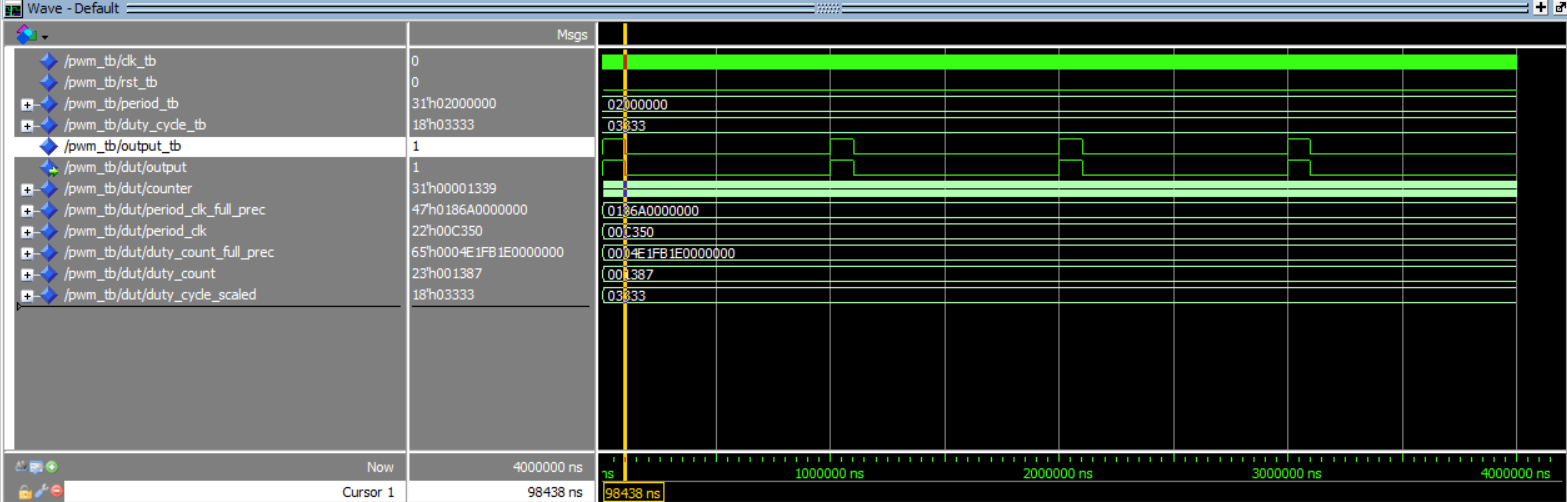 Wave - Default
Msgs
/pwm_tb/clk_tb 0
/pwm_tb/rst_tb 0
/pwm_tb/period_tb 31'h02000000 02000000
/pwm_tb/duty_cycle_tb 18'h03333 03333
/pwm_tb/output_tb 1
/pwm_tb/dut/output 1
/pwm_tb/dut/counter 31'h00001339
/pwm_tb/dut/period_clk_full_prec 47'h0186A0000000 0186A0000000
/pwm_tb/dut/period_clk 22'h00C350 00C350
/pwm_tb/dut/duty_count_full_prec 65'h0004E1FB1E0000000 0004E1FB1E0000000
/pwm_tb/dut/duty_count 23'h001387 001387
/pwm_tb/dut/duty_cycle_scaled 18'h03333 03333
Now 4000000 ns ns 1000000 ns 2000000 ns 3000000 ns 4000000 ns
Cursor 1 98438 ns 98438 ns